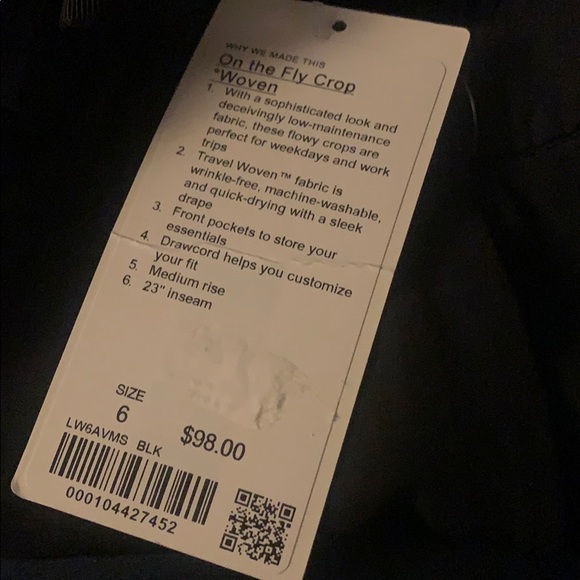 WHY WE MADE THIS
On the Fly Crop
*Woven
1. With a sophisticated look and
deceivingly low-maintenance
fabric, these flowy crops are
perfect for weekdays and work
trips
2. Travel Woven™ fabric is
wrinkle-free, machine-washable,
and quick-drying with a sleek
drape
3. Front pockets to store your
essentials
4. Drawcord helps you customize
your fit
5. Medium rise
6. 23" inseam
SIZE
6
$98.00
LW6AVMS BLK
000104427452